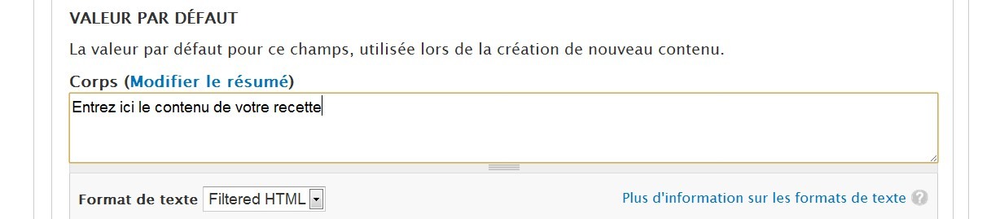 VALEUR PAR DÉFAUT
La valeur par défaut pour ce champs, utilisée lors de la création de nouveau contenu.
Corps (Modifier le résumé)
Entrez ici le contenu de votre recette
Format de texte Filtered HTML Plus d'information sur les formats de texte ?